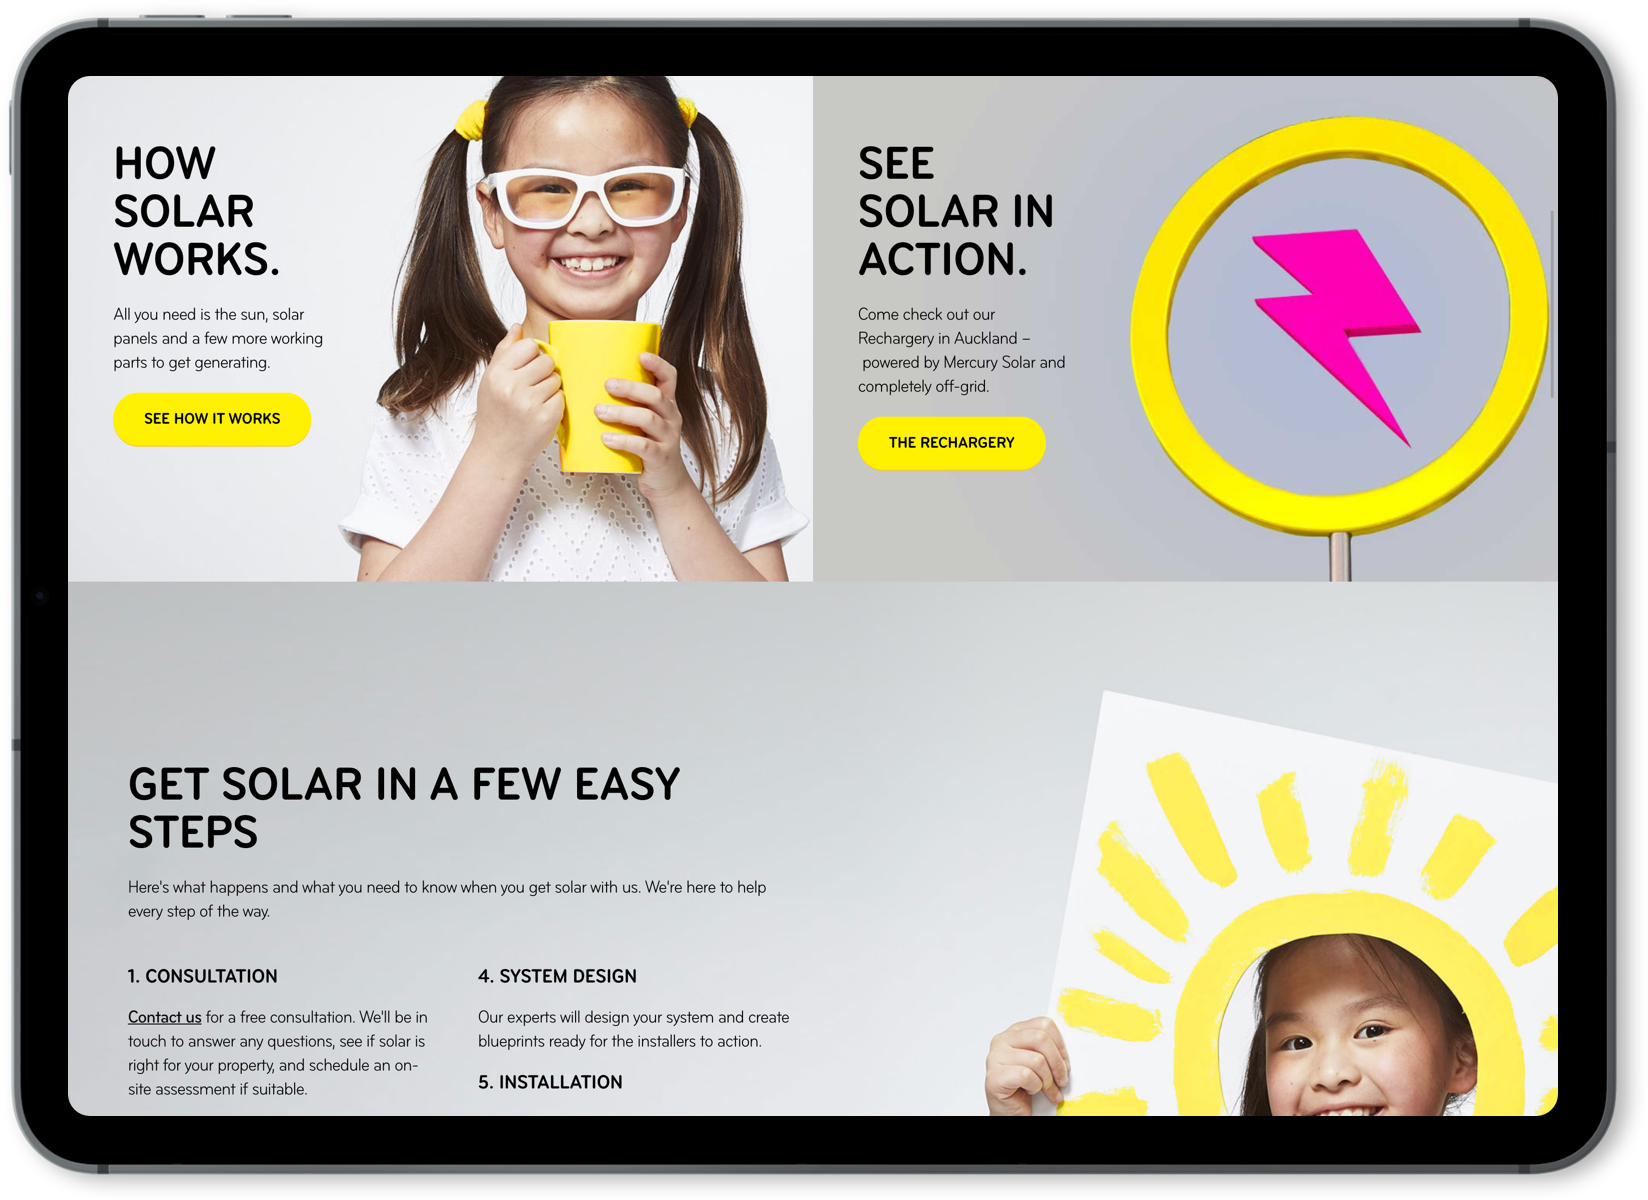 HOW
SOLAR
WORKS.
All you need is the sun, solar
panels and a few more working
parts to get generating.
SEE HOW IT WORKS
SEE
SOLAR IN
ACTION.
Come check out our
Rechargery in Auckland –
powered by Mercury Solar and
completely off-grid.
THE RECHARGERY
GET SOLAR IN A FEW EASY
STEPS
Here's what happens and what you need to know when you get solar with us. We're here to help
every step of the way.
1. CONSULTATION
Contact us for a free consultation. We'll be in
touch to answer any questions, see if solar is
right for your property, and schedule an on-
site assessment if suitable.
4. SYSTEM DESIGN
Our experts will design your system and create
blueprints ready for the installers to action.
5. INSTALLATION